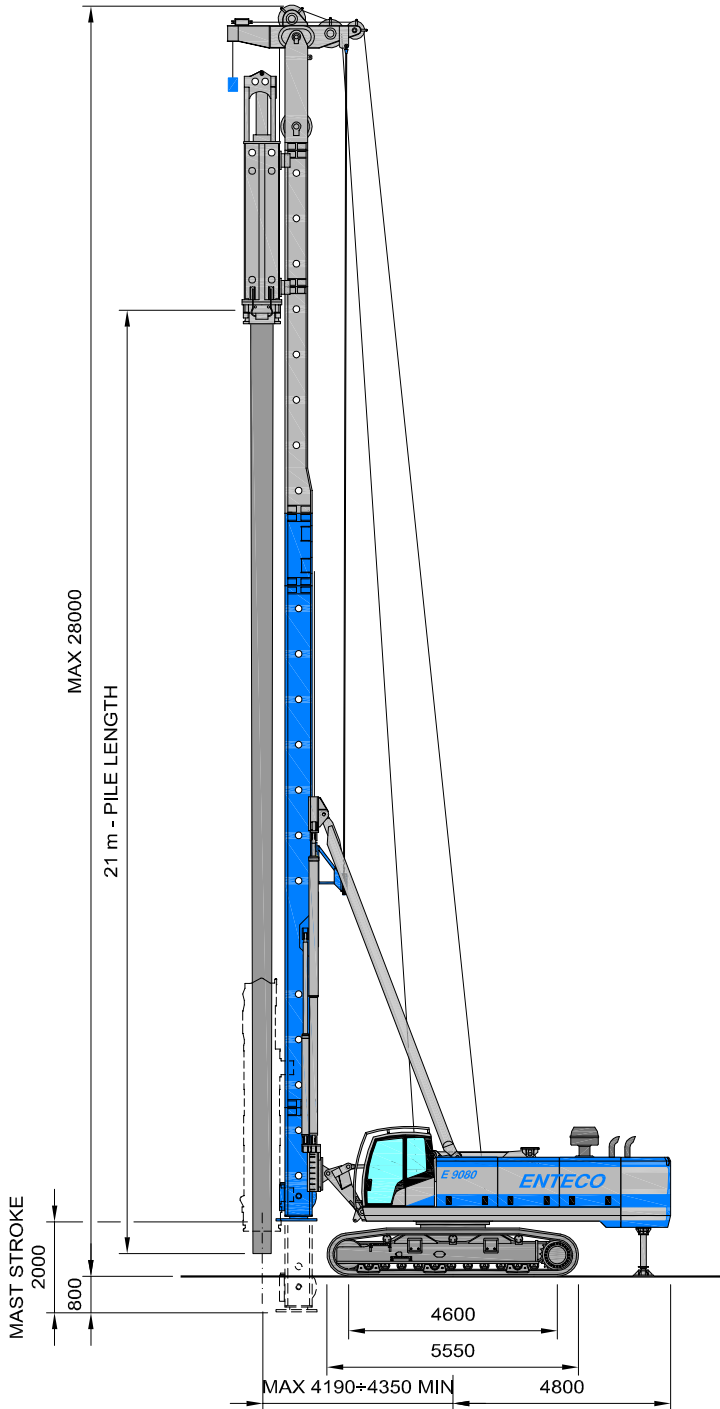 MAX 28000
21 m - PILE LENGTH
E 9080
ENTECO
MAST STROKE
2000
800
4600
5550
MAX 4190÷4350 MIN
4800